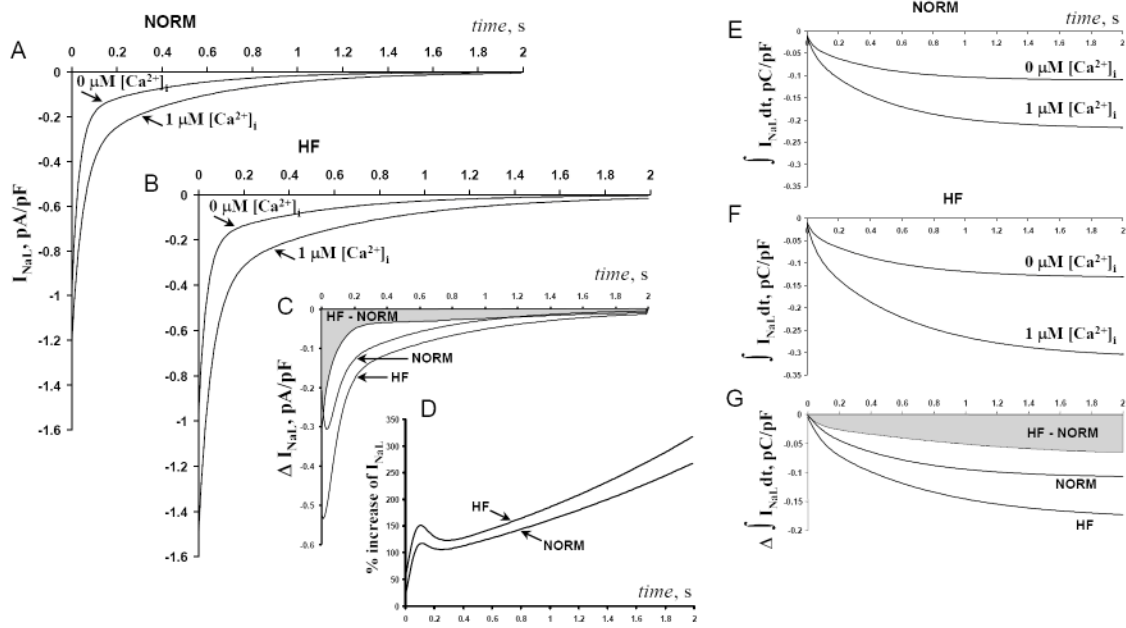 A
NORM
time, s
0 0.2 0.4 0.6 0.8 1 1.2 1.4 1.6 1.8 2
0 μM [Ca²⁺]ᵢ
1 μM [Ca²⁺]ᵢ
0
-0.2
-0.4
-0.6
-0.8
-1
-1.2
-1.4
-1.6
I_NaL, pA/pF
B
HF
0 0.2 0.4 0.6 0.8 1 1.2 1.4 1.6 1.8 2
0 μM [Ca²⁺]ᵢ
1 μM [Ca²⁺]ᵢ
0
-0.2
-0.4
-0.6
-0.8
-1
-1.2
-1.4
-1.6
C
time, s
0 0.2 0.4 0.6 0.8 1 1.2 1.4 1.6 1.8 2
HF - NORM
NORM
HF
0
-0.1
-0.2
-0.3
-0.4
-0.5
-0.6
Δ I_NaL, pA/pF
D
350
300
250
200
150
100
50
0
% increase of I_NaL
HF
NORM
time, s
0 0.2 0.4 0.6 0.8 1 1.2 1.4 1.6 1.8 2
E
NORM
time, s
0 0.2 0.4 0.6 0.8 1 1.2 1.4 1.6 1.8 2
0 μM [Ca²⁺]ᵢ
1 μM [Ca²⁺]ᵢ
0
-0.05
-0.1
-0.15
-0.2
-0.25
-0.3
-0.35
∫ I_NaL dt, pC/pF
F
HF
0 0.2 0.4 0.6 0.8 1 1.2 1.4 1.6 1.8 2
0 μM [Ca²⁺]ᵢ
1 μM [Ca²⁺]ᵢ
0
-0.05
-0.1
-0.15
-0.2
-0.25
-0.3
-0.35
∫ I_NaL dt, pC/pF
G
0 0.2 0.4 0.6 0.8 1 1.2 1.4 1.6 1.8 2
HF - NORM
NORM
HF
0
-0.05
-0.1
-0.15
-0.2
Δ ∫ I_NaL dt, pC/pF